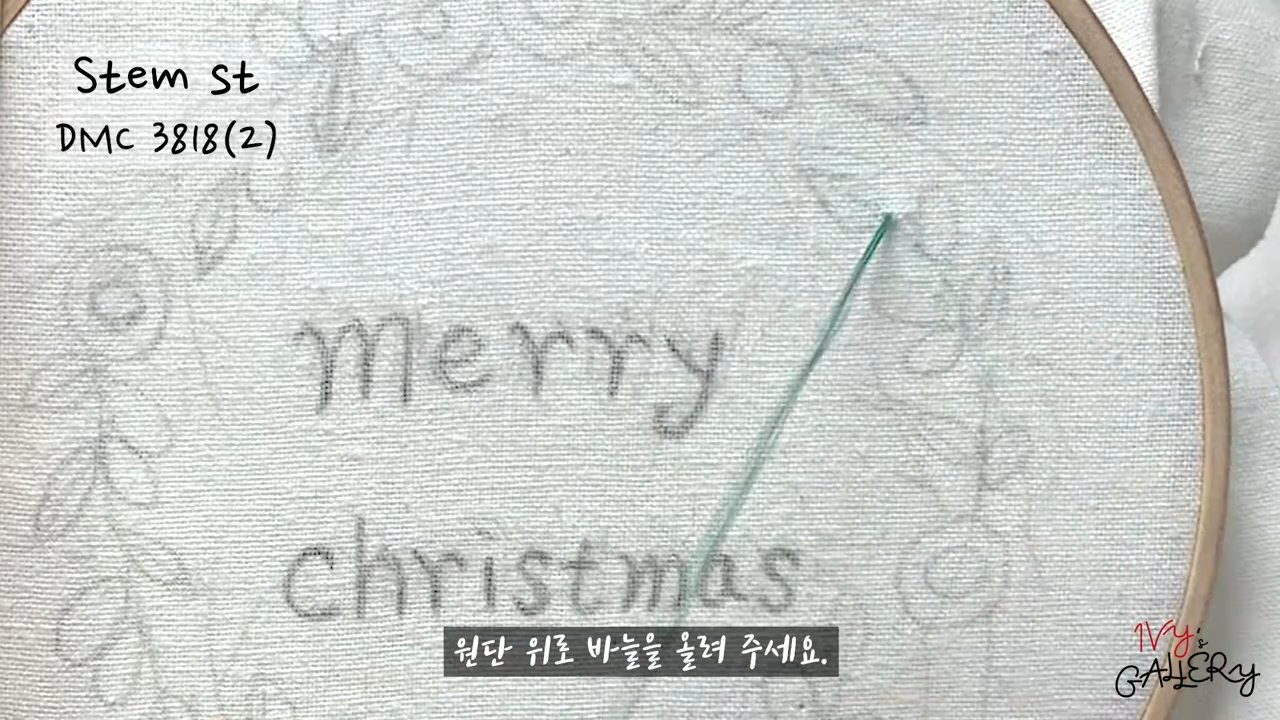 Stem st
DMC 3818(2)
merry
christmas
원단 위로 바늘을 올려 주세요.
IVY's
GALLERY